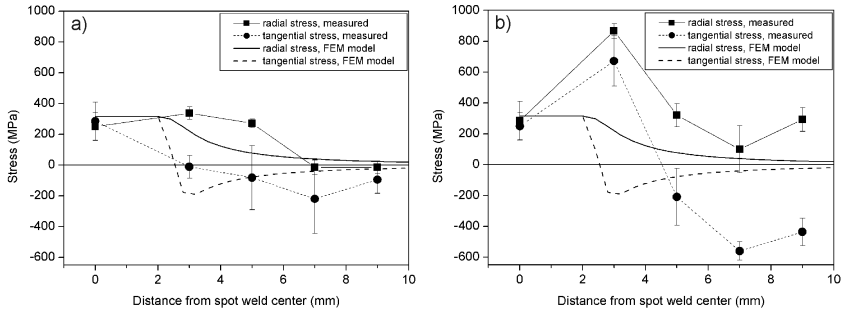 a)
radial stress, measured
tangential stress, measured
radial stress, FEM model
tangential stress, FEM model
Stress (MPa)
1000
800
600
400
200
0
-200
-400
-600
0 2 4 6 8 10
Distance from spot weld center (mm)
b)
radial stress, measured
tangential stress, measured
radial stress, FEM model
tangential stress, FEM model
Stress (MPa)
1000
800
600
400
200
0
-200
-400
-600
0 2 4 6 8 10
Distance from spot weld center (mm)